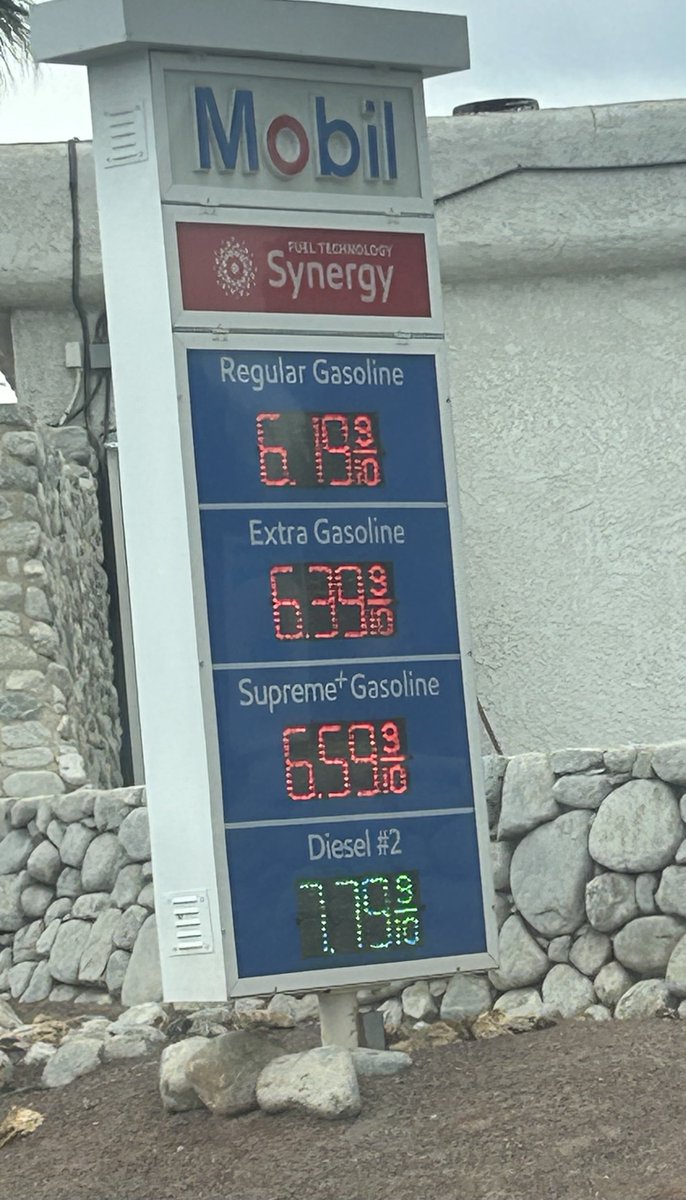 Mobil
FUEL TECHNOLOGY
Synergy
Regular Gasoline
6.19 9/10
Extra Gasoline
6.39 9/10
Supreme+ Gasoline
6.59 9/10
Diesel #2
7.79 9/10